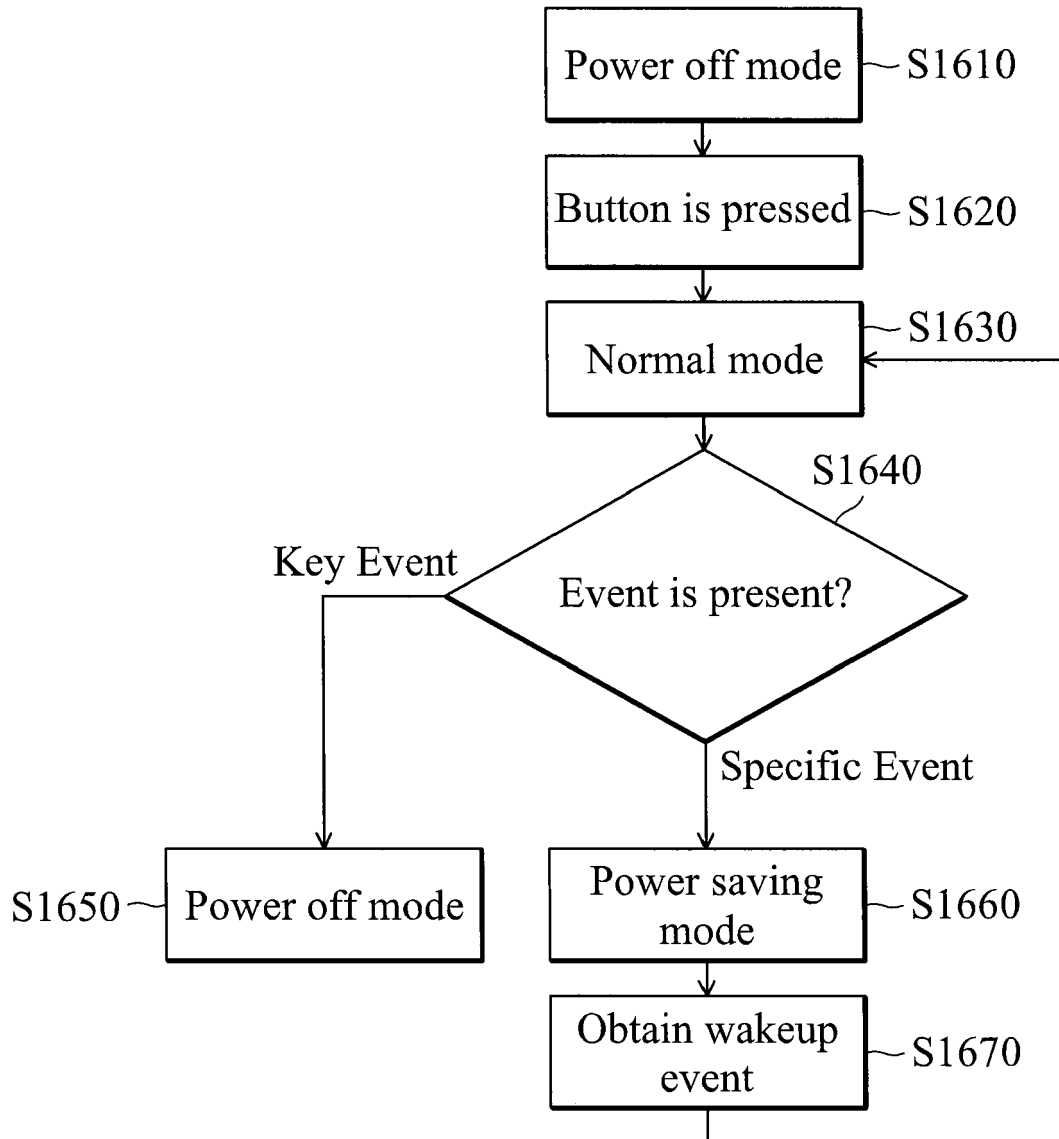 Power off mode
S1610
Button is pressed
S1620
Normal mode
S1630
S1640
Key Event
Event is present?
Specific Event
S1650
Power off mode
Power saving
mode
S1660
Obtain wakeup
event
S1670